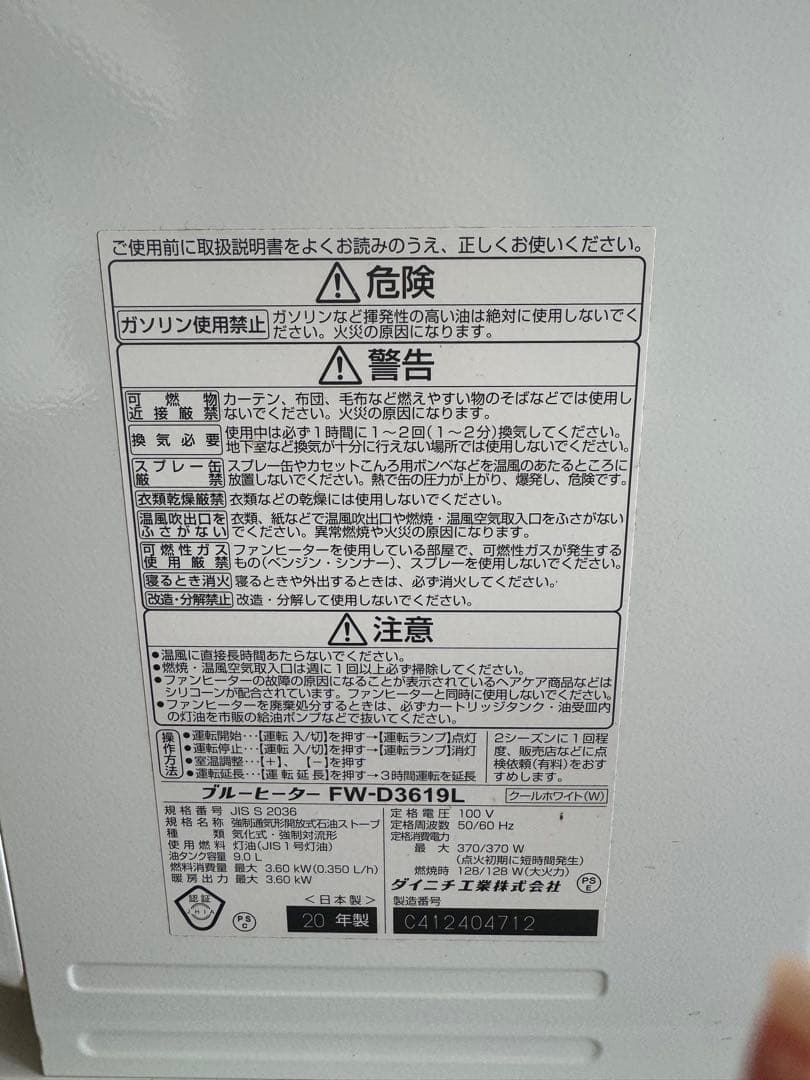 ご使用前に取扱説明書をよくお読みのうえ、正しくお使いください。
危険
ガソリン使用禁止 ガソリンなど揮発性の高い油は絶対に使用しないでく
ださい。火災の原因になります。
警告
可燃物 カーテン、布団、毛布など燃えやすい物のそばなどでは使用し
近接厳禁 ないでください。火災の原因になります。
換気必要 使用中は必ず1時間に1〜2回(1〜2分)換気してください。
地下室など換気が十分に行えない場所では使用しないでください。
スプレー缶 スプレー缶やカセットこんろ用ボンベなどを温風のあたるところに
厳禁 放置しないでください。熱で缶の圧力が上がり、爆発し、危険です。
衣類乾燥厳禁 衣類などの乾燥には使用しないでください。
温風吹出口を 衣類、紙などで温風吹出口や燃焼・温風空気取入口をふさがない
ふさがない でください。異常燃焼や火災の原因になります。
可燃性ガス ファンヒーターを使用している部屋で、可燃性ガスが発生する
使用厳禁 もの(ベンジン・シンナー)、スプレーを使用しないでください。
寝るとき消火 寝るときや外出するときは、必ず消火してください。
改造・分解禁止 改造・分解して使用しないでください。
注意
●温風に直接長時間あたらないでください。
●燃焼・温風空気取入口は週に1回以上必ず掃除してください。
●ファンヒーターの故障の原因になることが表示されているヘアケア商品などは
シリコーンが配合されています。ファンヒーターと同時に使用しないでください。
●ファンヒーターを廃棄処分するときは、必ずカートリッジタンク・油受皿内
の灯油を市販の給油ポンプなどで抜いてください。
操作方法
●運転開始…【運転 入/切】を押す→【運転ランプ】点灯
●運転停止…【運転 入/切】を押す→【運転ランプ】消灯
●室温調整…【+】、【−】を押す
●運転延長…【運転延長】を押す→3時間運転を延長
2シーズンに1回程
度、販売店などに点
検依頼(有料)をおす
すめします。
ブルーヒーター FW-D3619L クールホワイト(W)
規格番号 JIS S 2036
規格名称 強制通気形開放式石油ストーブ
種類 気化式・強制対流形
使用燃料 灯油(JIS1号灯油)
油タンク容量 9.0 L
燃料消費量 最大 3.60 kW(0.350 L/h)
暖房出力 最大 3.60 kW
定格電圧 100 V
定格周波数 50/60 Hz
定格消費電力
最大 370/370 W
(点火初期に短時間発生)
燃焼時 128/128 W(大火力)
ダイニチ工業株式会社 PSE
認証
JHIA
PSC
<日本製>
20 年製
製造番号
C412404712